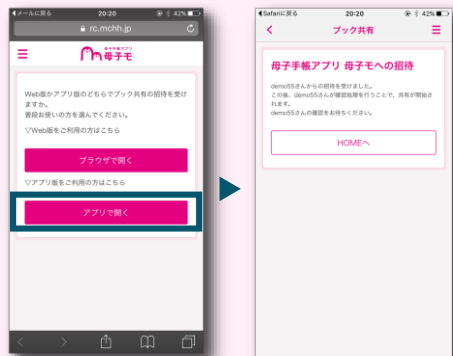 メールに戻る 20:20 42%
rc.mchh.jp
母子手帳アプリ
母子モ
Web版かアプリ版のどちらでブック共有の招待を受け
ますか。
普段お使いの方を選んでください。
▽Web版をご利用の方はこちら
ブラウザで開く
▽アプリ版をご利用の方はこちら
アプリで開く
Safariに戻る 20:20 42%
ブック共有
母子手帳アプリ 母子モへの招待
demo55さんからの招待を受けました。
この後、demo55さんが確認処理を行うことで、共有が開始さ
れます。
demo55さんの確認をお待ちください。
HOMEへ